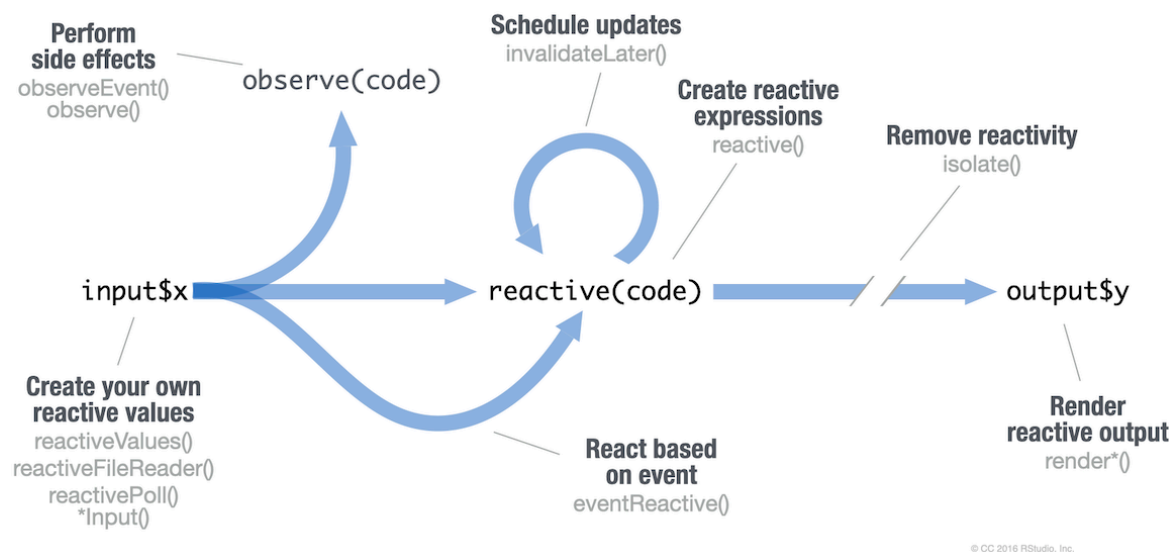 Perform
side effects
observeEvent()
observe()
observe(code)
Schedule updates
invalidateLater()
Create reactive
expressions
reactive()
Remove reactivity
isolate()
input$x
reactive(code)
output$y
Create your own
reactive values
reactiveValues()
reactiveFileReader()
reactivePoll()
*Input()
React based
on event
eventReactive()
Render
reactive output
render*()
© CC 2016 RStudio, Inc.